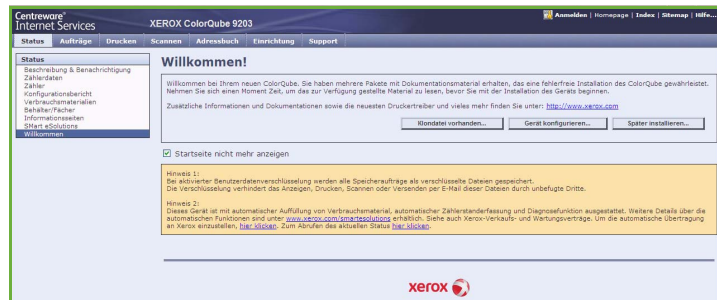 Centreware®
Internet Services
XEROX ColorQube 9203
Anmelden | Homepage | Index | Sitemap | Hilfe...
Status Aufträge Drucken Scannen Adressbuch Einrichtung Support
Status
Beschreibung & Benachrichtigung
Zählerdaten
Zähler
Konfigurationsbericht
Verbrauchsmaterialien
Behälter/Fächer
Informationsseiten
SMart eSolutions
Willkommen
Willkommen!
Willkommen bei Ihrem neuen ColorQube. Sie haben mehrere Pakete mit Dokumentationsmaterial erhalten, das eine fehlerfreie Installation des ColorQube gewährleistet.
Nehmen Sie sich einen Moment Zeit, um das zur Verfügung gestellte Material zu lesen, bevor Sie mit der Installation des Geräts beginnen.
Zusätzliche Informationen und Dokumentationen sowie die neuesten Druckertreiber und vieles mehr finden Sie unter: http://www.xerox.com
Klondatei vorhanden... Gerät konfigurieren... Später installieren...
Startseite nicht mehr anzeigen
Hinweis 1:
Bei aktivierter Benutzerdatenverschlüsselung werden alle Speicheraufträge als verschlüsselte Dateien gespeichert.
Die Verschlüsselung verhindert das Anzeigen, Drucken, Scannen oder Versenden per E-Mail dieser Dateien durch unbefugte Dritte.
Hinweis 2:
Dieses Gerät ist mit automatischer Auffüllung von Verbrauchsmaterial, automatischer Zählerstanderfassung und Diagnosefunktion ausgestattet. Weitere Details über die
automatischen Funktionen sind unter www.xerox.com/smartesolutions erhältlich. Siehe auch Xerox-Verkaufs- und Wartungsverträge. Um die automatische Übertragung
an Xerox einzustellen, hier klicken. Zum Abrufen des aktuellen Status hier klicken.
xerox